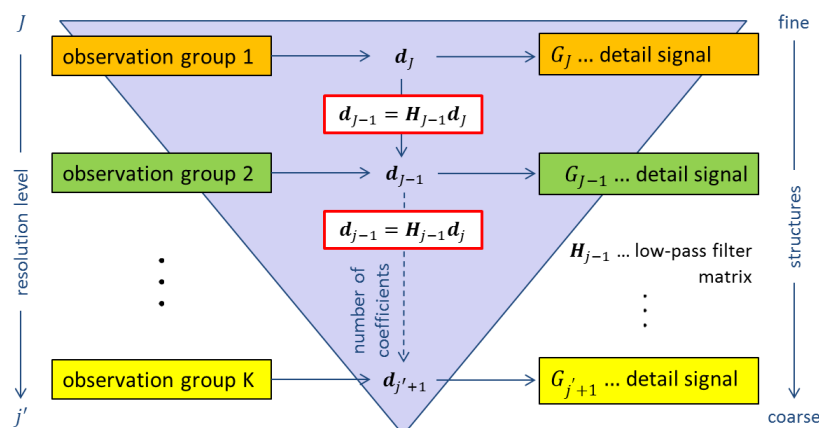 J
fine
observation group 1
d_J
G_J ... detail signal
d_{J−1} = H_{J−1}d_J
observation group 2
d_{J−1}
G_{J−1} ... detail signal
d_{j−1} = H_{j−1}d_j
resolution level
structures
H_{j−1} ... low-pass filter
matrix
number of
coefficients
observation group K
d_{j′+1}
G_{j′+1} ... detail signal
j′
coarse